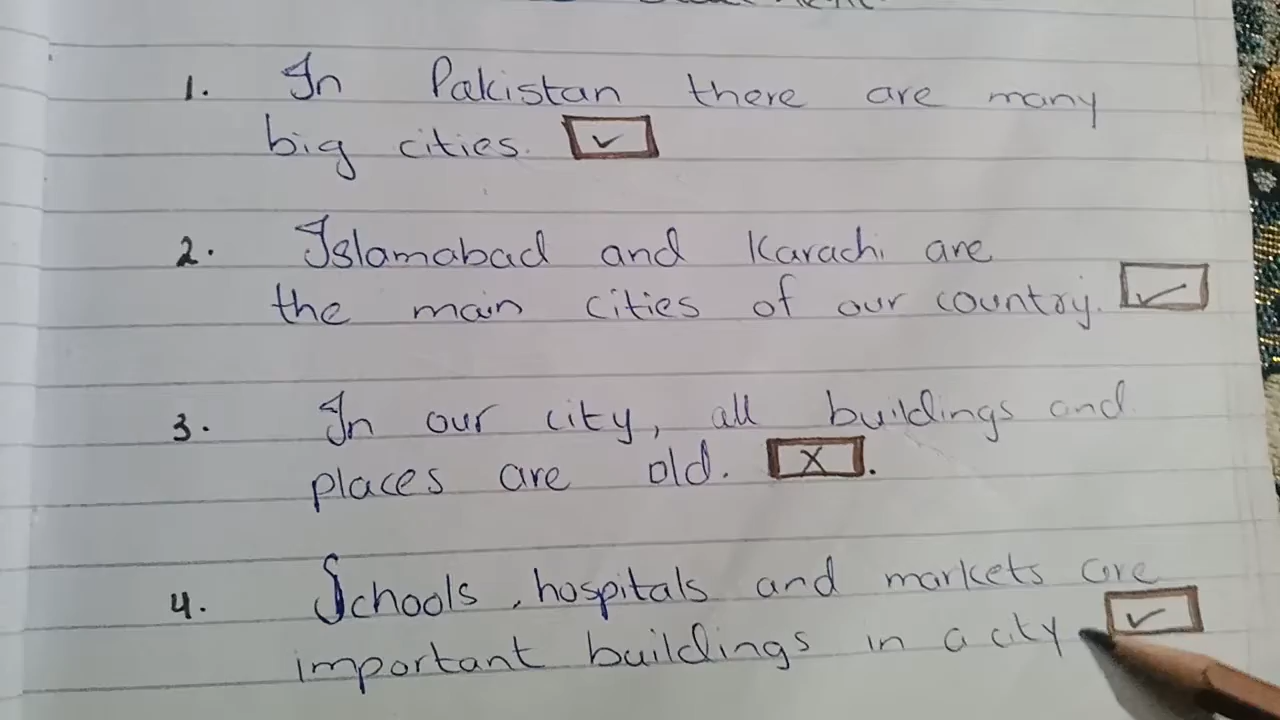 1. In Pakistan there are many
big cities. ✓
2. Islamabad and Karachi are
the main cities of our country. ✓
3. In our city, all buildings and
places are old. X.
4. Schools, hospitals and markets are
important buildings in a city ✓